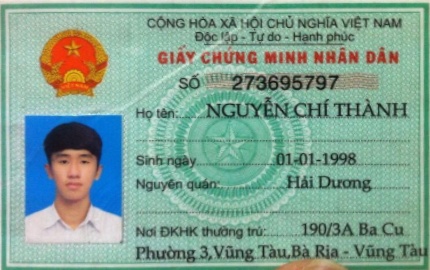 CỘNG HÒA XÃ HỘI CHỦ NGHĨA VIỆT NAM
Độc lập - Tự do - Hạnh phúc
GIẤY CHỨNG MINH NHÂN DÂN
SỐ 273695797
Họ tên: NGUYỄN CHÍ THÀNH
Sinh ngày 01-01-1998
Nguyên quán: Hải Dương
Nơi ĐKHK thường trú: 190/3A Ba Cu
Phường 3,Vũng Tàu,Bà Rịa - Vũng Tàu